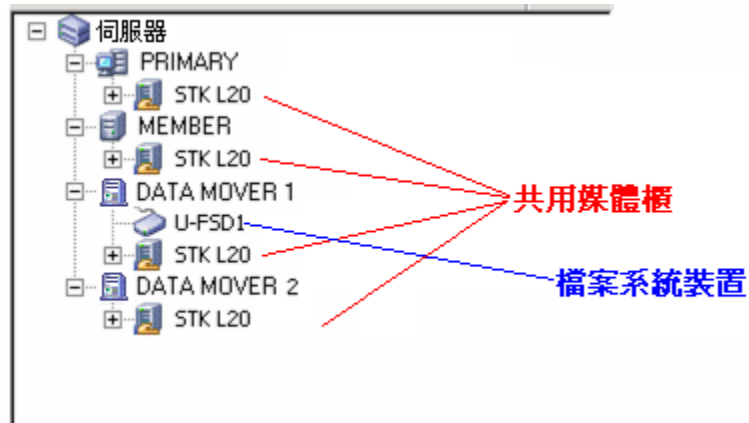 伺服器
PRIMARY
STK L20
MEMBER
STK L20
DATA MOVER 1
共用媒體櫃
U-FSD1
STK L20
檔案系統裝置
DATA MOVER 2
STK L20